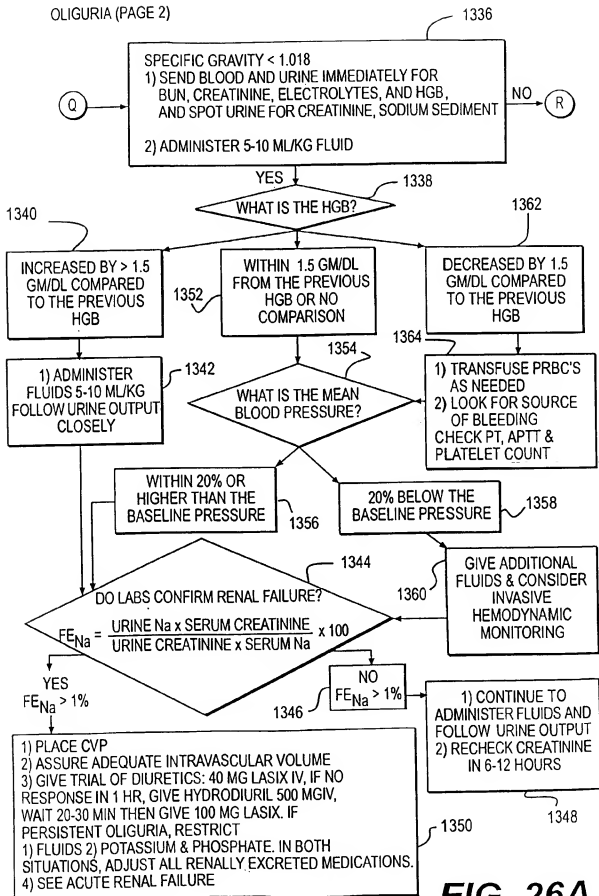 OLIGURIA (PAGE 2)
1336
SPECIFIC GRAVITY < 1.018
1) SEND BLOOD AND URINE IMMEDIATELY FOR
BUN, CREATININE, ELECTROLYTES, AND HGB,
AND SPOT URINE FOR CREATININE, SODIUM SEDIMENT
2) ADMINISTER 5-10 ML/KG FLUID
Q
NO
R
YES
1338
WHAT IS THE HGB?
1340
INCREASED BY > 1.5
GM/DL COMPARED
TO THE PREVIOUS
HGB
1352
WITHIN 1.5 GM/DL
FROM THE PREVIOUS
HGB OR NO
COMPARISON
1362
DECREASED BY 1.5
GM/DL COMPARED
TO THE PREVIOUS
HGB
1342
1) ADMINISTER
FLUIDS 5-10 ML/KG
FOLLOW URINE OUTPUT
CLOSELY
1354
WHAT IS THE MEAN
BLOOD PRESSURE?
1364
1) TRANSFUSE PRBC'S
AS NEEDED
2) LOOK FOR SOURCE
OF BLEEDING
CHECK PT, APTT &
PLATELET COUNT
WITHIN 20% OR
HIGHER THAN THE
BASELINE PRESSURE
1356
20% BELOW THE
BASELINE PRESSURE
1358
1360
GIVE ADDITIONAL
FLUIDS & CONSIDER
INVASIVE
HEMODYNAMIC
MONITORING
1344
DO LABS CONFIRM RENAL FAILURE?
FENa = URINE Na x SERUM CREATININE / URINE CREATININE x SERUM Na x 100
YES
FENa > 1%
1346
NO
FENa > 1%
1) CONTINUE TO
ADMINISTER FLUIDS AND
FOLLOW URINE OUTPUT
2) RECHECK CREATININE
IN 6-12 HOURS
1348
1) PLACE CVP
2) ASSURE ADEQUATE INTRAVASCULAR VOLUME
3) GIVE TRIAL OF DIURETICS: 40 MG LASIX IV, IF NO
RESPONSE IN 1 HR, GIVE HYDRODIURIL 500 MGIV,
WAIT 20-30 MIN THEN GIVE 100 MG LASIX. IF
PERSISTENT OLIGURIA, RESTRICT
1) FLUIDS 2) POTASSIUM & PHOSPHATE. IN BOTH
SITUATIONS, ADJUST ALL RENALLY EXCRETED MEDICATIONS.
4) SEE ACUTE RENAL FAILURE
1350
FIG. 26A